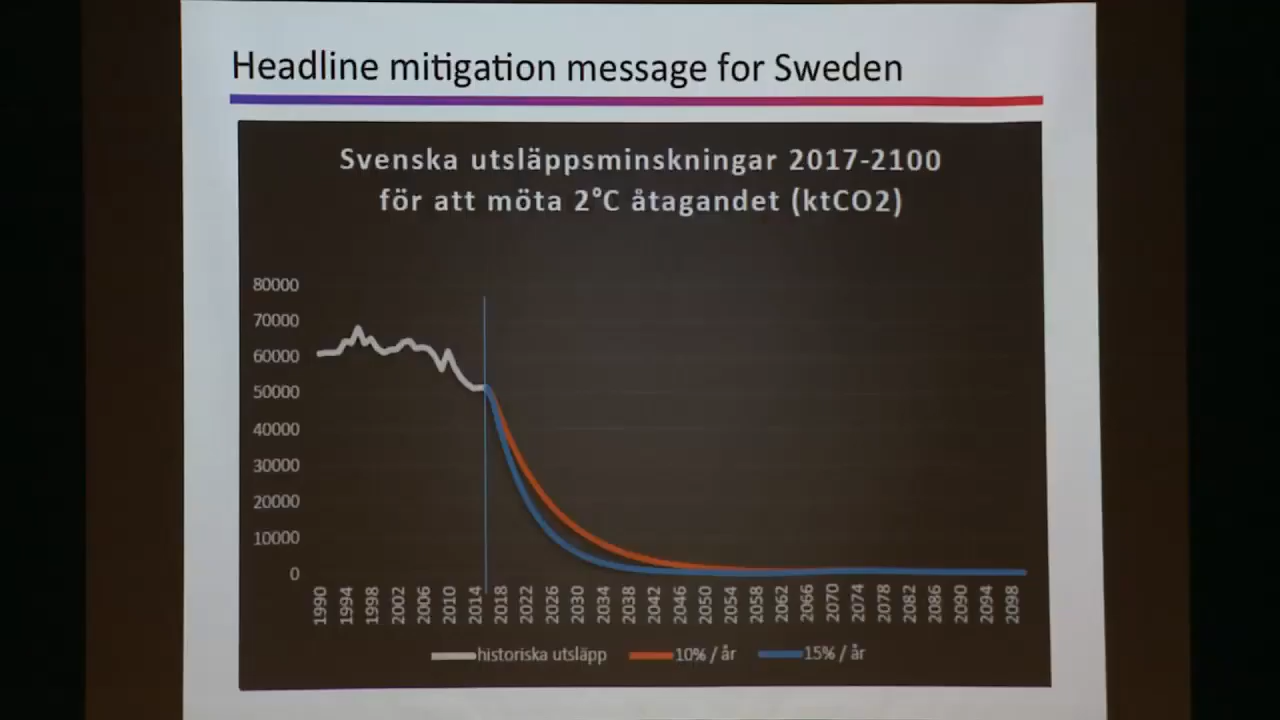 Headline mitigation message for Sweden
Svenska utsläppsminskningar 2017-2100
för att möta 2°C åtagandet (ktCO2)
80000
70000
60000
50000
40000
30000
20000
10000
0
1990 1994 1998 2002 2006 2010 2014 2018 2022 2026 2030 2034 2038 2042 2046 2050 2054 2058 2062 2066 2070 2074 2078 2082 2086 2090 2094 2098
historiska utsläpp 10% / år 15% / år